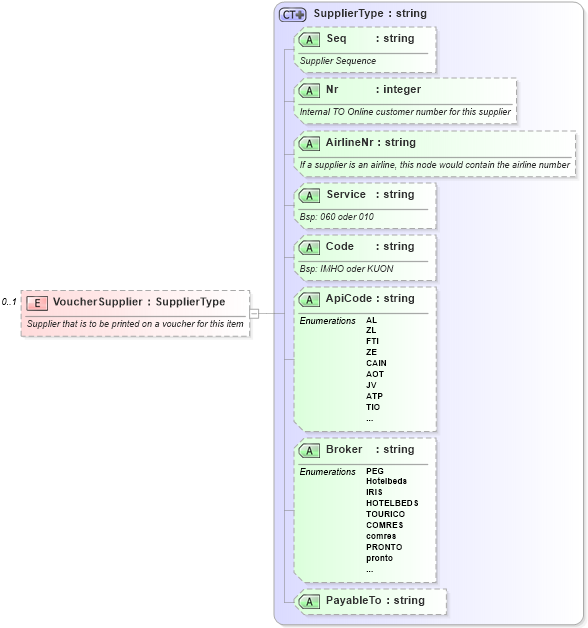 CT
SupplierType : string
A
Seq : string
Supplier Sequence
A
Nr : integer
Internal TO Online customer number for this supplier
A
AirlineNr : string
If a supplier is an airline, this node would contain the airline number
A
Service : string
Bsp: 060 oder 010
A
Code : string
Bsp: IMHO oder KUON
0..1
E
VoucherSupplier : SupplierType
Supplier that is to be printed on a voucher for this item
A
ApiCode : string
Enumerations AL
ZL
FTI
ZE
CAIN
AOT
JV
ATP
TIO
...
A
Broker : string
Enumerations PEG
Hotelbeds
IRIS
HOTELBEDS
TOURICO
COMRES
comres
PRONTO
pronto
...
A
PayableTo : string